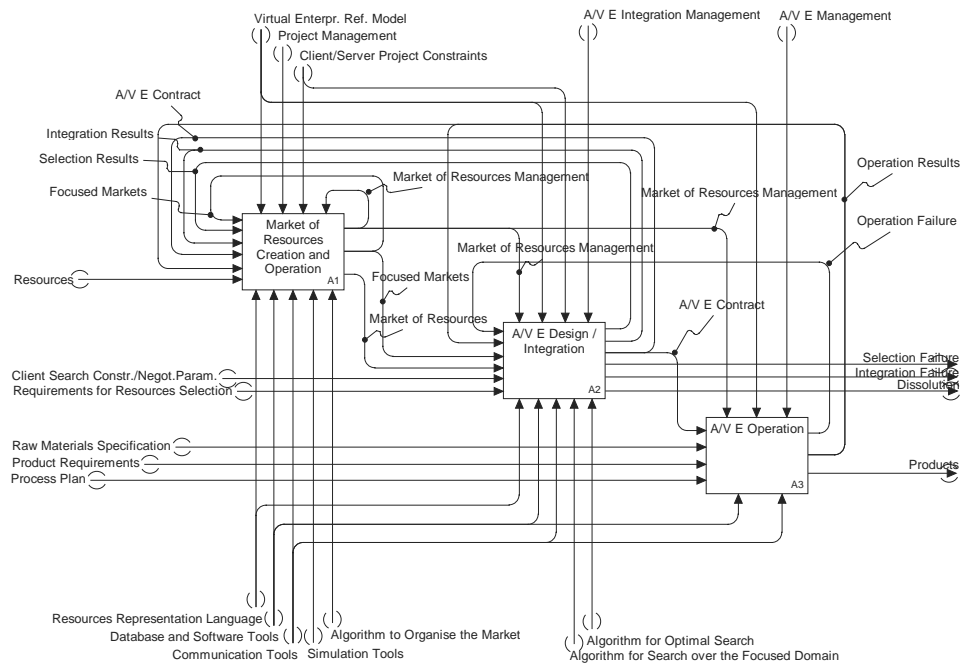 Virtual Enterpr. Ref. Model
Project Management
Client/Server Project Constraints
A/V E Integration Management
A/V E Management
A/V E Contract
Integration Results
Selection Results
Focused Markets
Market of Resources Management
Market of Resources Management
Operation Results
Operation Failure
Market of
Resources
Creation and
Operation
A1
Market of Resources Management
Resources
Focused Markets
Market of Resources
A/V E Contract
A/V E Design /
Integration
A2
Selection Failure
Integration Failure
Dissolution
Client Search Constr./Negot.Param.
Requirements for Resources Selection
A/V E Operation
A3
Raw Materials Specification
Product Requirements
Process Plan
Products
Resources Representation Language
Database and Software Tools
Communication Tools
Simulation Tools
Algorithm to Organise the Market
Algorithm for Optimal Search
Algorithm for Search over the Focused Domain